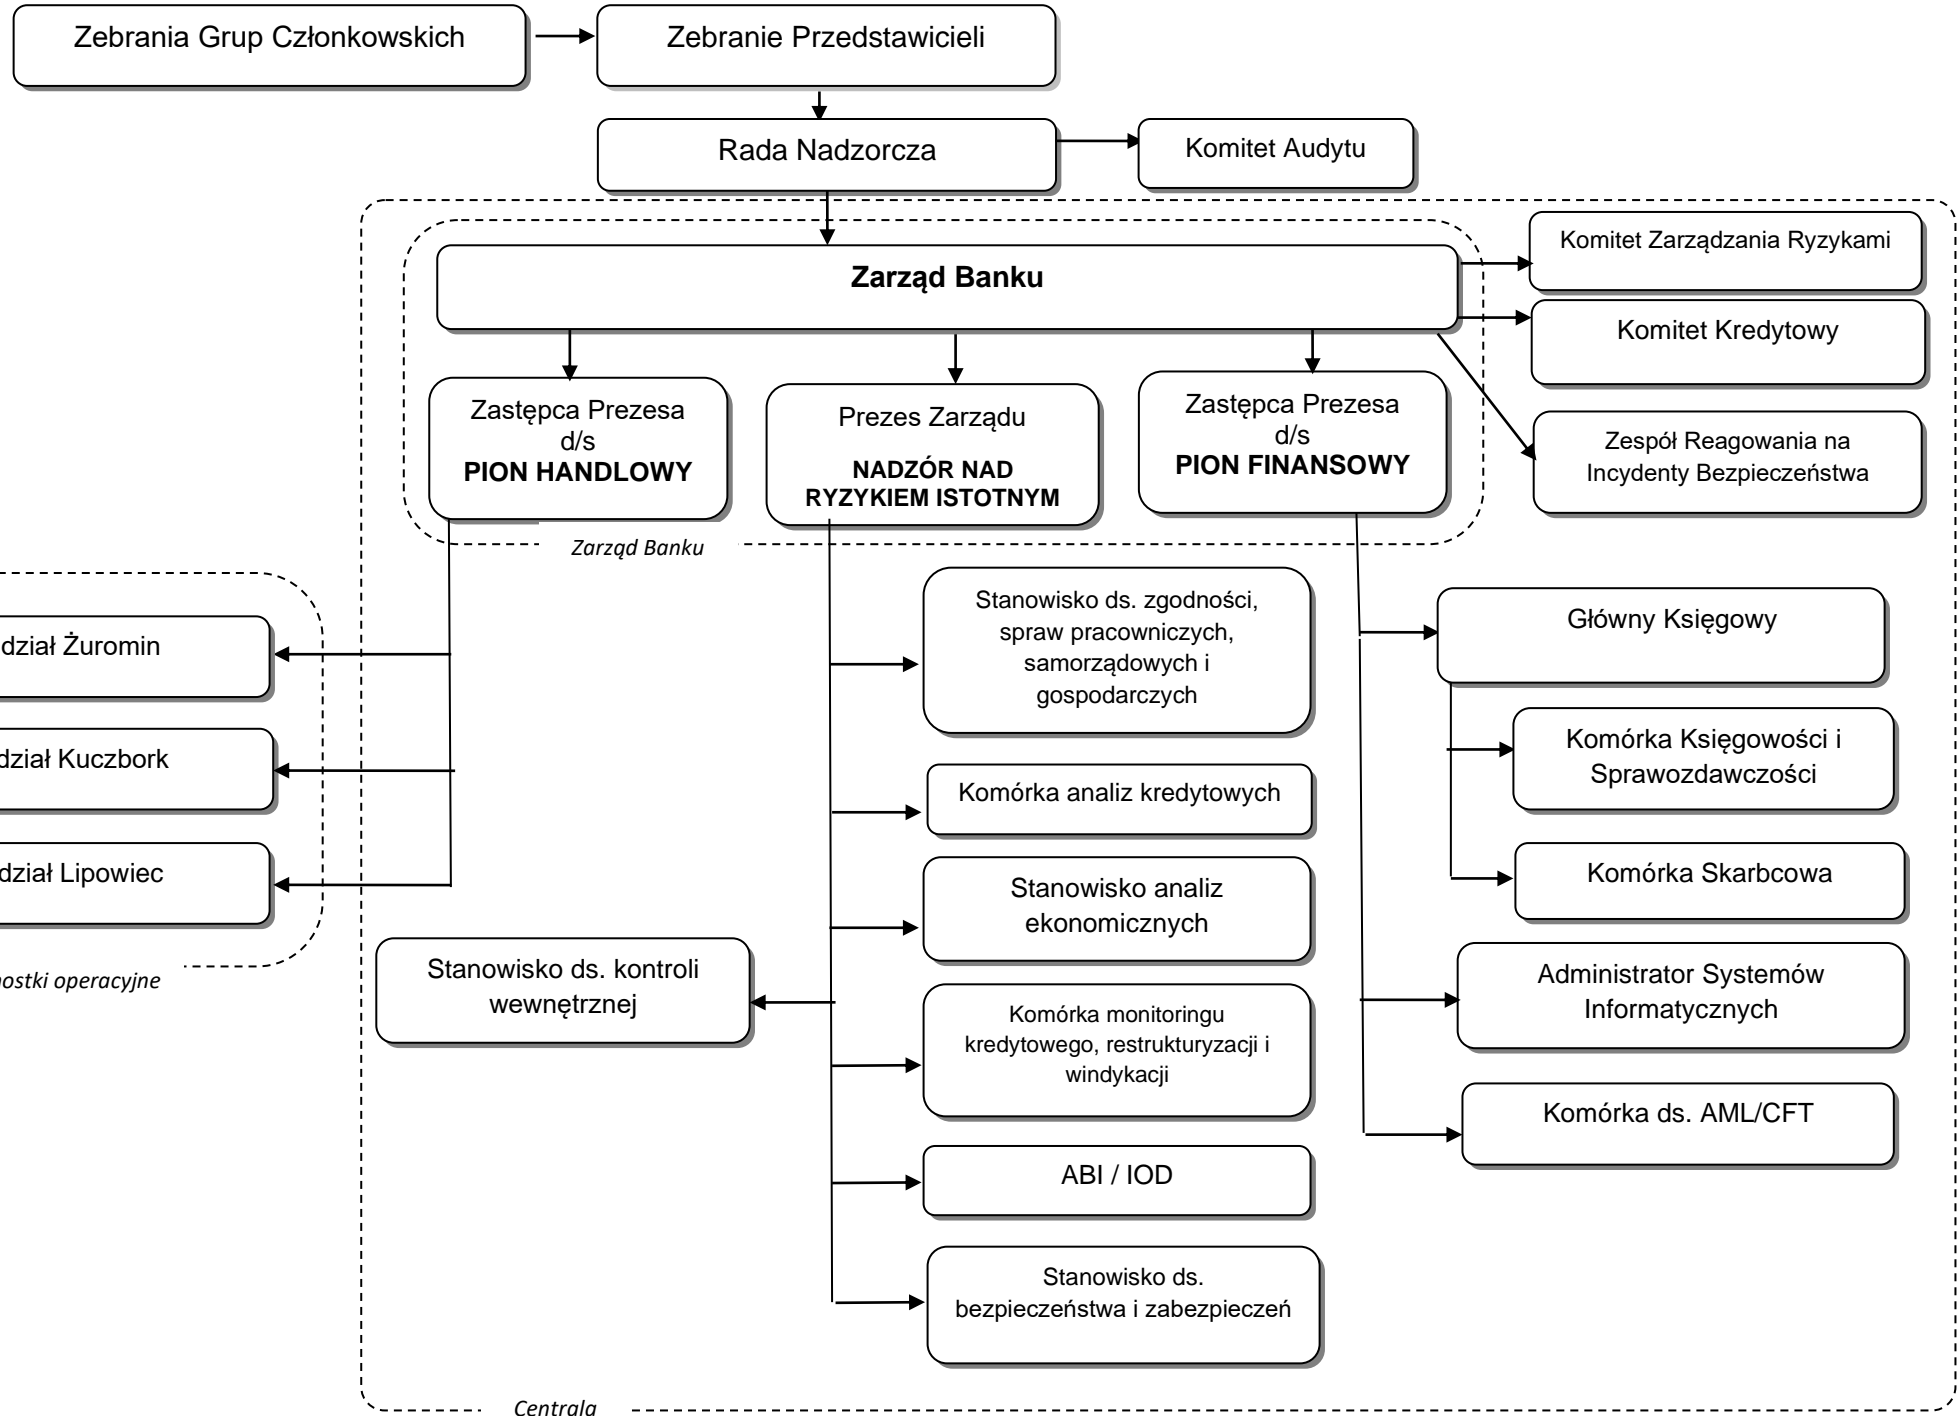 Zebrania Grup Członkowskich
Zebranie Przedstawicieli
Rada Nadzorcza
Komitet Audytu
Zarząd Banku
Komitet Zarządzania Ryzykami
Komitet Kredytowy
Zespół Reagowania na
Incydenty Bezpieczeństwa
Zastępca Prezesa
d/s
PION HANDLOWY
Prezes Zarządu
NADZÓR NAD
RYZYKIEM ISTOTNYM
Zastępca Prezesa
d/s
PION FINANSOWY
Zarząd Banku
dział Żuromin
dział Kuczbork
dział Lipowiec
nostki operacyjne
Stanowisko ds. kontroli
wewnętrznej
Stanowisko ds. zgodności,
spraw pracowniczych,
samorządowych i
gospodarczych
Komórka analiz kredytowych
Stanowisko analiz
ekonomicznych
Komórka monitoringu
kredytowego, restrukturyzacji i
windykacji
ABI / IOD
Stanowisko ds.
bezpieczeństwa i zabezpieczeń
Główny Księgowy
Komórka Księgowości i
Sprawozdawczości
Komórka Skarbcowa
Administrator Systemów
Informatycznych
Komórka ds. AML/CFT
Centrala